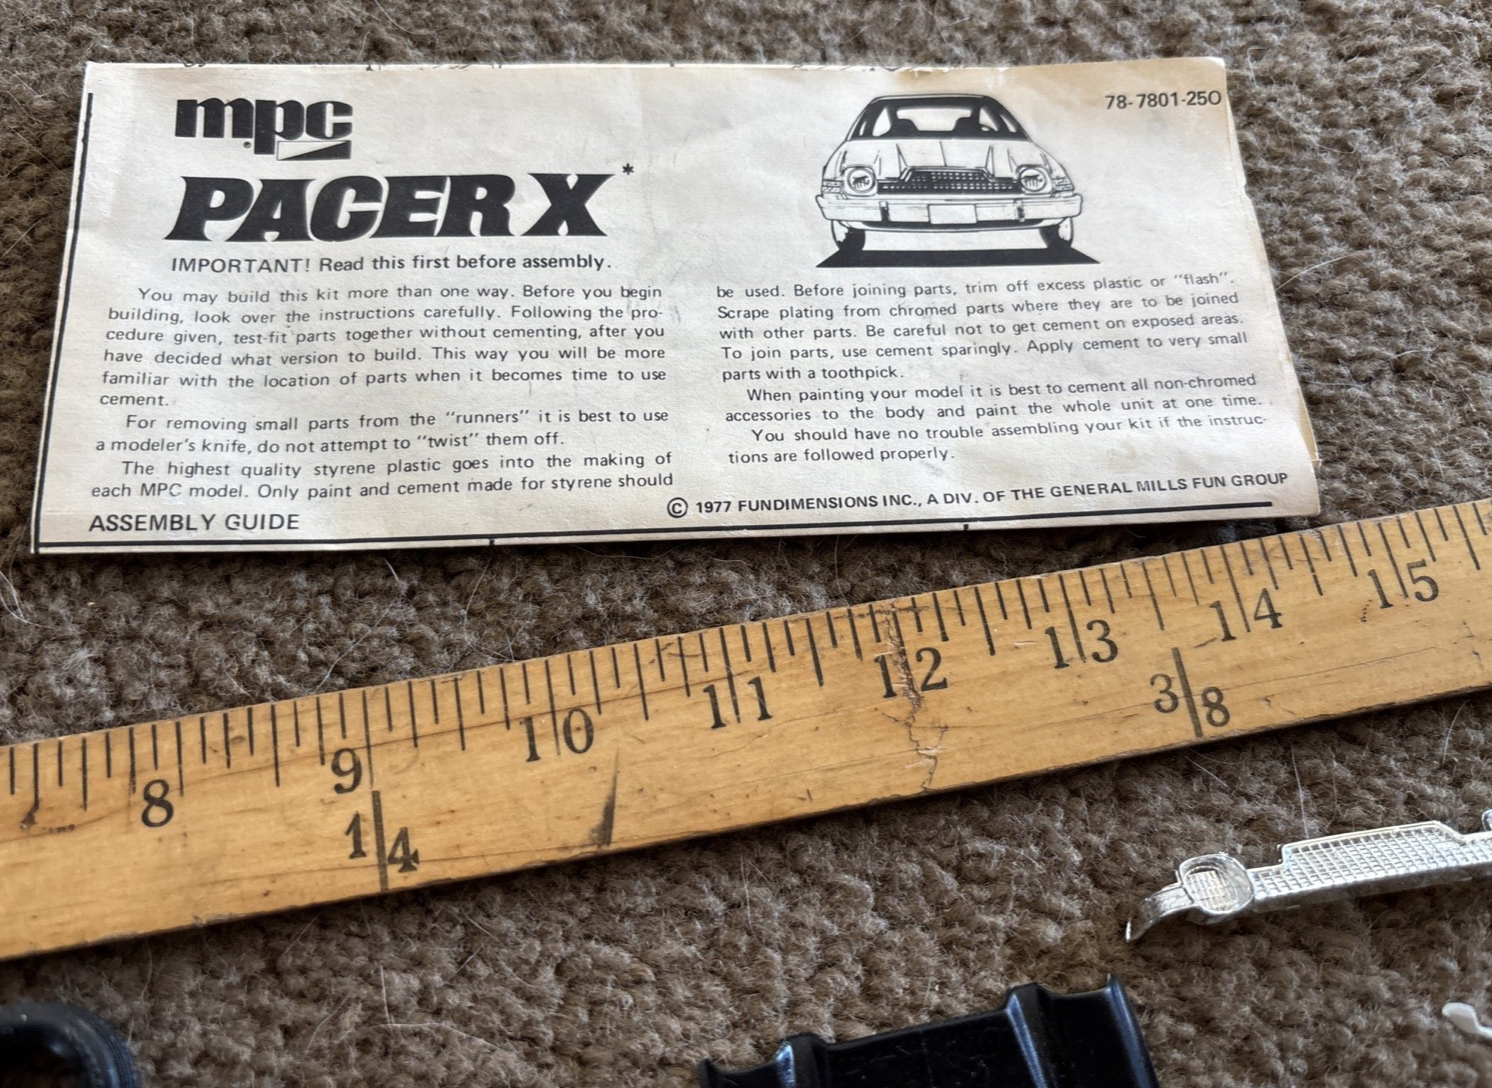 mpc
PACER X*
78-7801-250
IMPORTANT! Read this first before assembly.
You may build this kit more than one way. Before you begin
building, look over the instructions carefully. Following the pro-
cedure given, test-fit parts together without cementing, after you
have decided what version to build. This way you will be more
familiar with the location of parts when it becomes time to use
cement.
For removing small parts from the "runners" it is best to use
a modeler's knife, do not attempt to "twist" them off.
The highest quality styrene plastic goes into the making of
each MPC model. Only paint and cement made for styrene should
be used. Before joining parts, trim off excess plastic or "flash".
Scrape plating from chromed parts where they are to be joined
with other parts. Be careful not to get cement on exposed areas.
To join parts, use cement sparingly. Apply cement to very small
parts with a toothpick.
When painting your model it is best to cement all non-chromed
accessories to the body and paint the whole unit at one time.
You should have no trouble assembling your kit if the instruc-
tions are followed properly.
© 1977 FUNDIMENSIONS INC., A DIV. OF THE GENERAL MILLS FUN GROUP
ASSEMBLY GUIDE
8 9 10 11 12 13 14 15
1/4 3/8